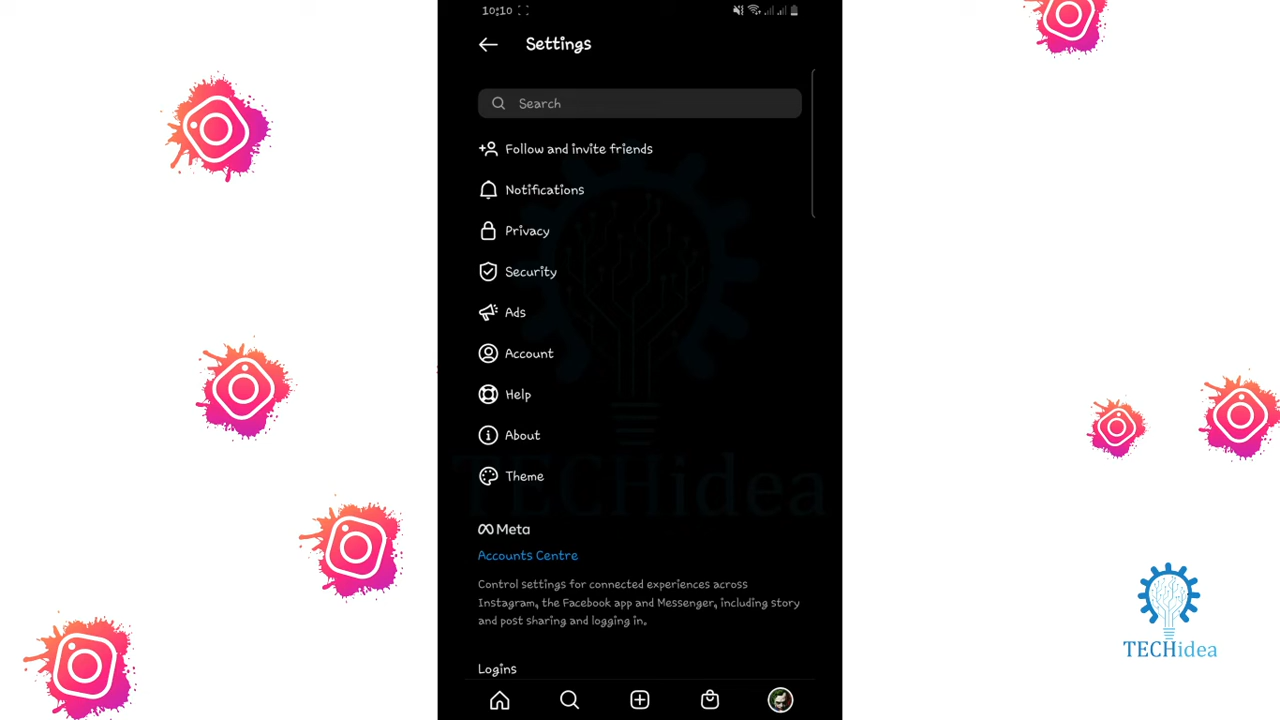 10:10
Settings
Search
Follow and invite friends
Notifications
Privacy
Security
Ads
Account
Help
About
Theme
TECHidea
Meta
Accounts Centre
Control settings for connected experiences across
Instagram, the Facebook app and Messenger, including story
and post sharing and logging in.
Logins
TECHidea